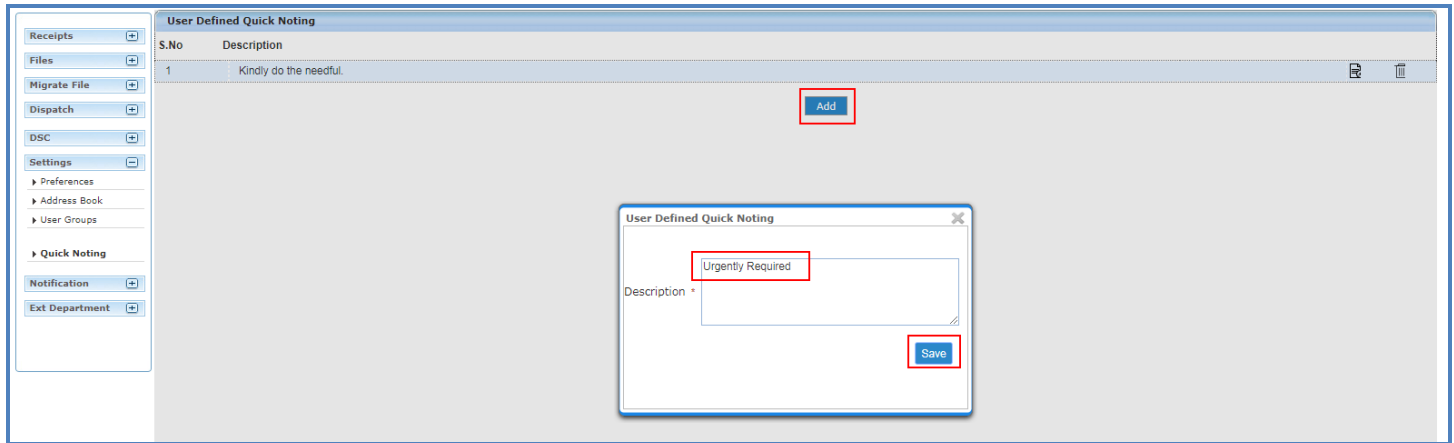 User Defined Quick Noting
Receipts
Files
Migrate File
Dispatch
DSC
Settings
Preferences
Address Book
User Groups
Quick Noting
Notification
Ext Department
S.No Description
1 Kindly do the needful.
Add
User Defined Quick Noting
Urgently Required
Description *
Save